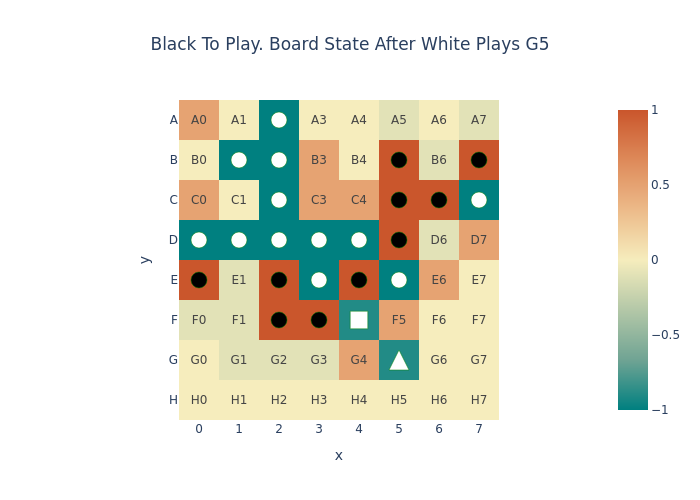 Black To Play. Board State After White Plays G5
A A0 A1 A3 A4 A5 A6 A7
B B0 B3 B4 B6
C C0 C1 C3 C4
D D6 D7
E E1 E6 E7
F F0 F1 F5 F6 F7
G G0 G1 G2 G3 G4 G6 G7
H H0 H1 H2 H3 H4 H5 H6 H7
0 1 2 3 4 5 6 7
x
y
1
0.5
0
−0.5
−1